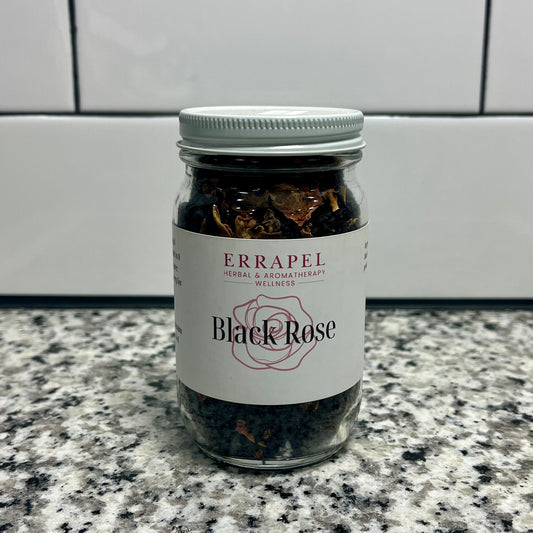 ERRAPEL
HERBAL & AROMATHERAPY
WELLNESS
Black Rose